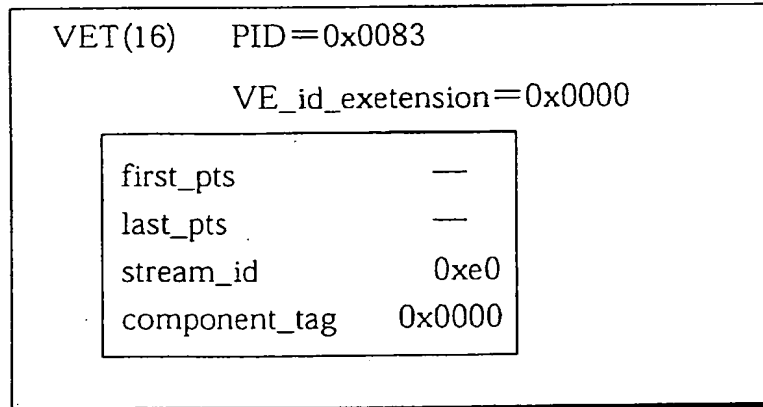 VET(16) PID=0x0083
VE_id_exetension=0x0000
first_pts —
last_pts —
stream_id 0xe0
component_tag 0x0000